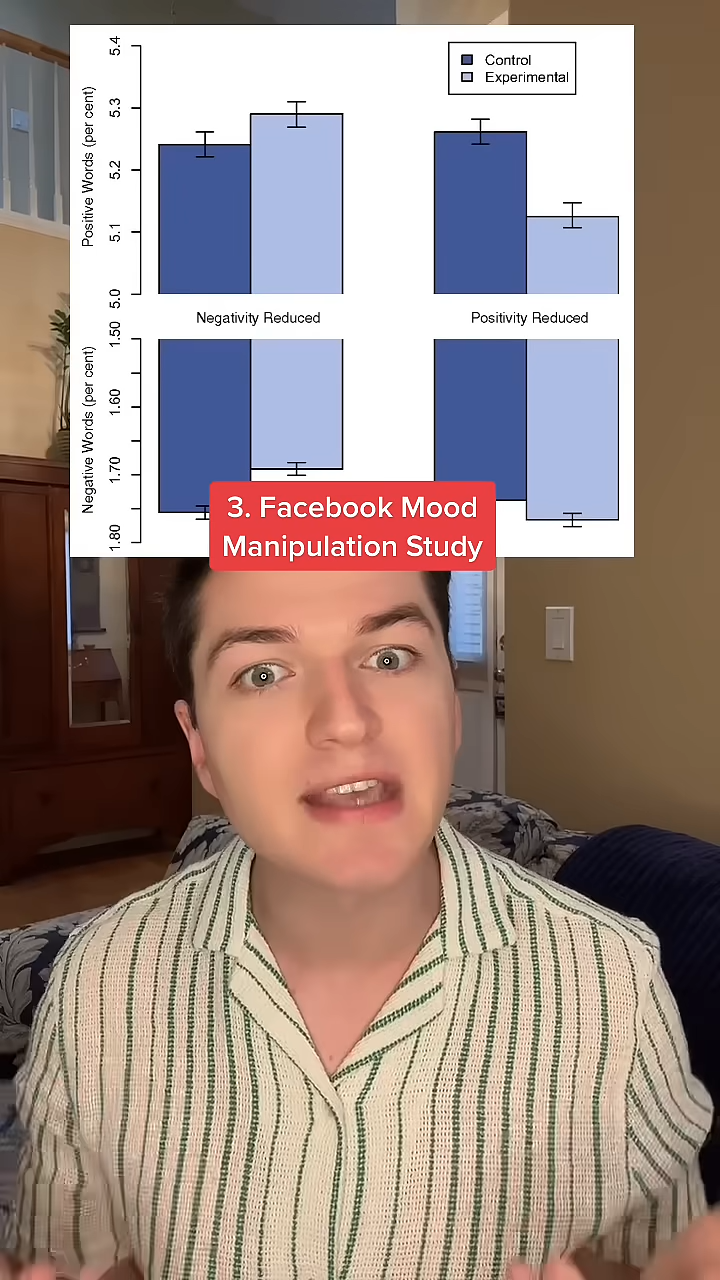 Control
Experimental
Positive Words (per cent)
5.4
5.3
5.2
5.1
5.0
Negativity Reduced
Positivity Reduced
Negative Words (per cent)
1.50
1.60
1.70
1.80
3. Facebook Mood
Manipulation Study